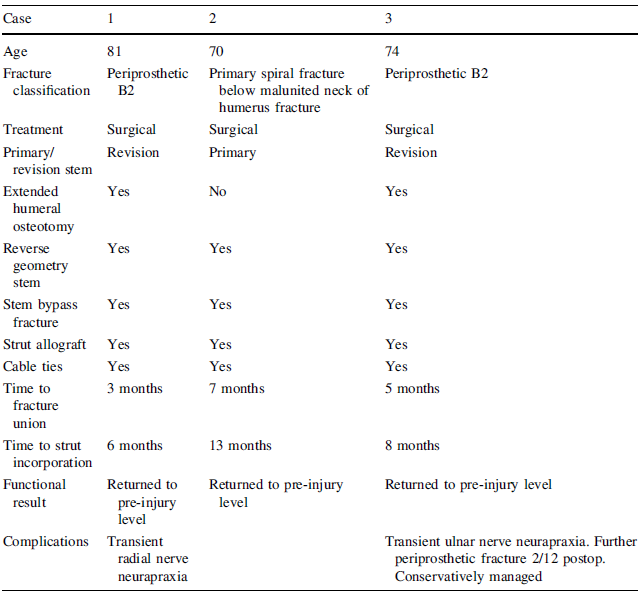 Case 1 2 3
Age 81 70 74
Fracture Periprosthetic Primary spiral fracture Periprosthetic B2
classification B2 below malunited neck of
humerus fracture
Treatment Surgical Surgical Surgical
Primary/ Revision Primary Revision
revision stem
Extended Yes No Yes
humeral
osteotomy
Reverse Yes Yes Yes
geometry
stem
Stem bypass Yes Yes Yes
fracture
Strut allograft Yes Yes Yes
Cable ties Yes Yes Yes
Time to 3 months 7 months 5 months
fracture
union
Time to strut 6 months 13 months 8 months
incorporation
Functional Returned to Returned to pre-injury Returned to pre-injury level
result pre-injury level
level
Complications Transient Transient ulnar nerve neurapraxia. Further
radial nerve periprosthetic fracture 2/12 postop.
neurapraxia Conservatively managed